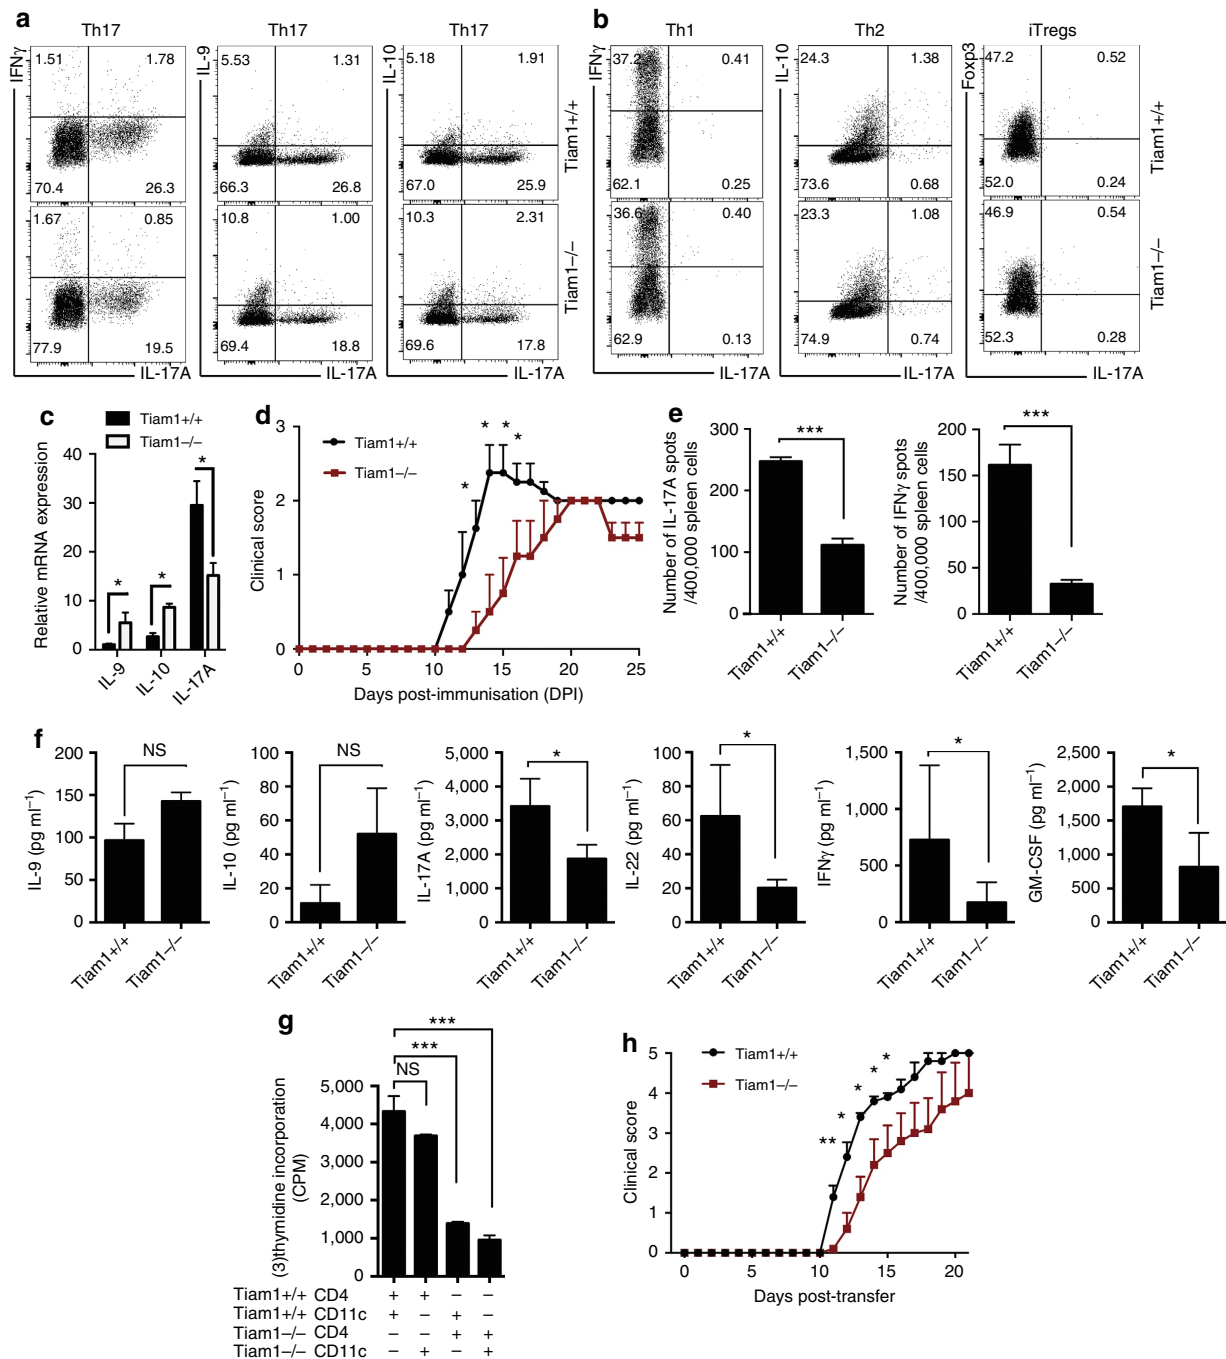 a
Th17
Th17
Th17
IFNγ
1.51
1.78
70.4
26.3
IL-9
5.53
1.31
66.3
26.8
IL-10
5.18
1.91
67.0
25.9
Tiam1+/+
1.67
0.85
77.9
19.5
10.8
1.00
69.4
18.8
10.3
2.31
69.6
17.8
Tiam1–/–
IL-17A
IL-17A
IL-17A
b
Th1
Th2
iTregs
IFNγ
37.2
0.41
62.1
0.25
IL-10
24.3
1.38
73.6
0.68
Foxp3
47.2
0.52
52.0
0.24
Tiam1+/+
36.6
0.40
62.9
0.13
23.3
1.08
74.9
0.74
46.9
0.54
52.3
0.28
Tiam1–/–
IL-17A
IL-17A
IL-17A
c
Tiam1+/+
Tiam1–/–
Relative mRNA expression
40
30
20
10
0
*
*
*
IL-9
IL-10
IL-17A
d
Tiam1+/+
Tiam1–/–
Clinical score
3
2
1
0
*
*
*
*
0
5
10
15
20
25
Days post-immunisation (DPI)
e
Number of IL-17A spots
/400,000 spleen cells
300
200
100
0
***
Tiam1+/+
Tiam1–/–
Number of IFNγ spots
/400,000 spleen cells
200
150
100
50
0
***
Tiam1+/+
Tiam1–/–
f
IL-9 (pg ml−1)
200
150
100
50
0
NS
Tiam1+/+
Tiam1–/–
IL-10 (pg ml−1)
100
80
60
40
20
0
NS
Tiam1+/+
Tiam1–/–
IL-17A (pg ml−1)
5,000
4,000
3,000
2,000
1,000
0
*
Tiam1+/+
Tiam1–/–
IL-22 (pg ml−1)
100
80
60
40
20
0
*
Tiam1+/+
Tiam1–/–
IFNγ (pg ml−1)
1,500
1,000
500
0
*
Tiam1+/+
Tiam1–/–
GM-CSF (pg ml−1)
2,500
2,000
1,500
1,000
500
0
*
Tiam1+/+
Tiam1–/–
g
(3)thymidine incorporation
(CPM)
5,000
4,000
3,000
2,000
1,000
0
***
***
NS
Tiam1+/+ CD4 + + – –
Tiam1+/+ CD11c + – + –
Tiam1–/– CD4 – – + +
Tiam1–/– CD11c – + – +
h
Tiam1+/+
Tiam1–/–
Clinical score
5
4
3
2
1
0
**
*
*
*
*
0
5
10
15
20
Days post-transfer